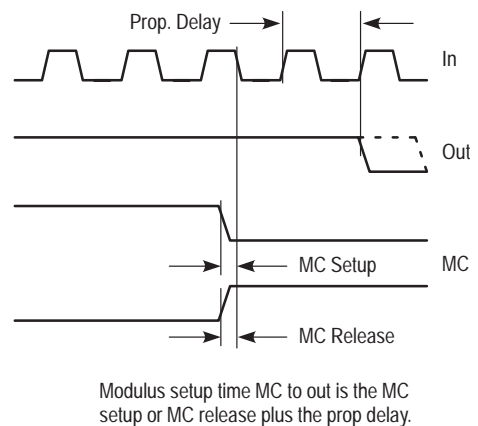 Prop. Delay
In
Out
MC Setup
MC
MC Release
Modulus setup time MC to out is the MC
setup or MC release plus the prop delay.